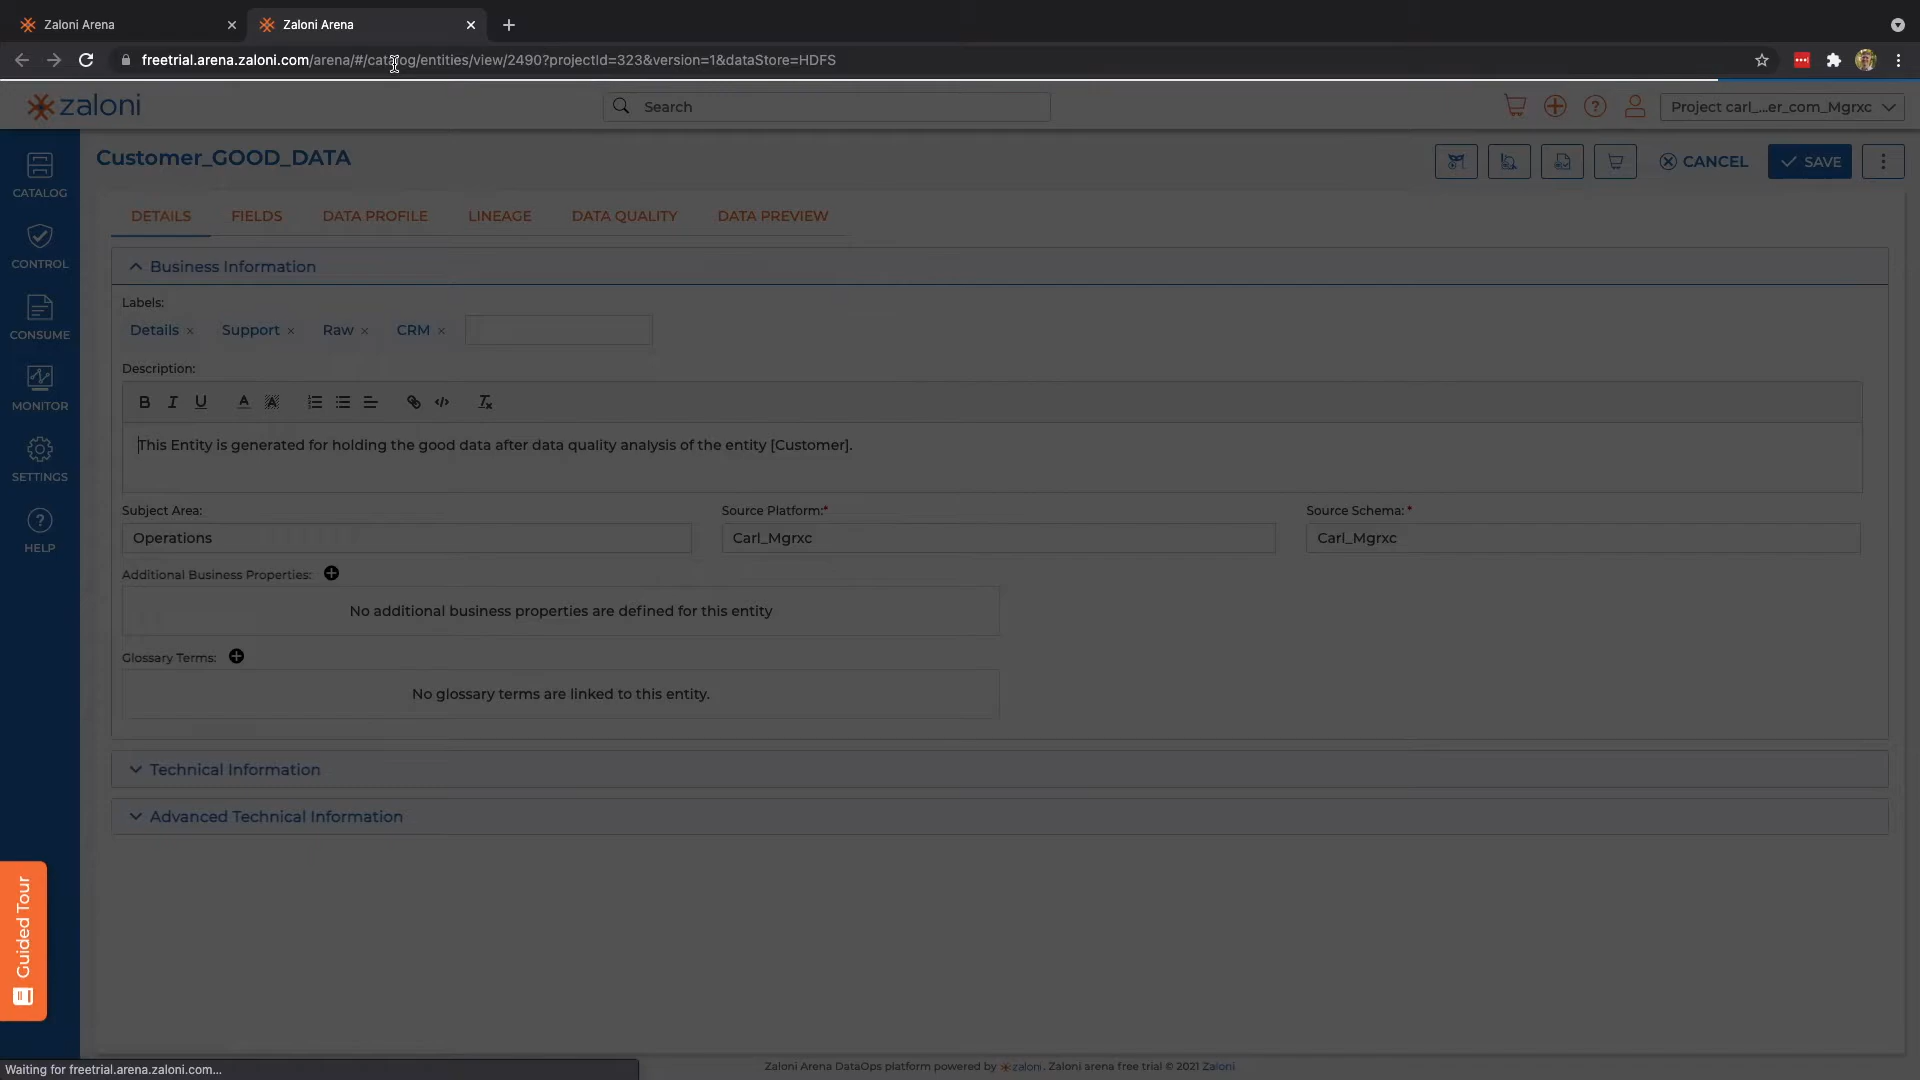 Zaloni Arena
Zaloni Arena
freetrial.arena.zaloni.com/arena/#/catalog/entities/view/2490?projectId=323&version=1&dataStore=HDFS
zaloni
Search
Project carl_...er_com_Mgrxc
Customer_GOOD_DATA
CANCEL
SAVE
CATALOG
CONTROL
CONSUME
MONITOR
SETTINGS
HELP
Guided Tour
DETAILS FIELDS DATA PROFILE LINEAGE DATA QUALITY DATA PREVIEW
Business Information
Labels:
Details × Support × Raw × CRM ×
Description:
This Entity is generated for holding the good data after data quality analysis of the entity [Customer].
Subject Area: Source Platform:* Source Schema: *
Operations Carl_Mgrxc Carl_Mgrxc
Additional Business Properties:
No additional business properties are defined for this entity
Glossary Terms:
No glossary terms are linked to this entity.
Technical Information
Advanced Technical Information
Waiting for freetrial.arena.zaloni.com...
Zaloni Arena DataOps platform powered by zaloni. Zaloni arena free trial © 2021 Zaloni